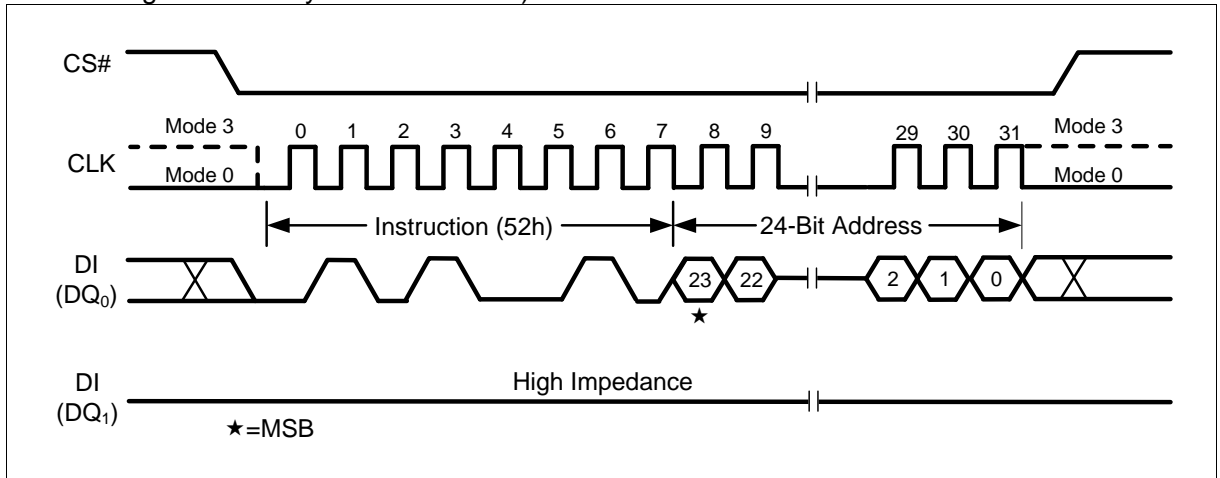 CS#
Mode 3
0 1 2 3 4 5 6 7 8 9 29 30 31
Mode 3
CLK
Mode 0
Mode 0
Instruction (52h)
24-Bit Address
DI
(DQ0)
23 22 2 1 0
★
High Impedance
DI
(DQ1)
★=MSB